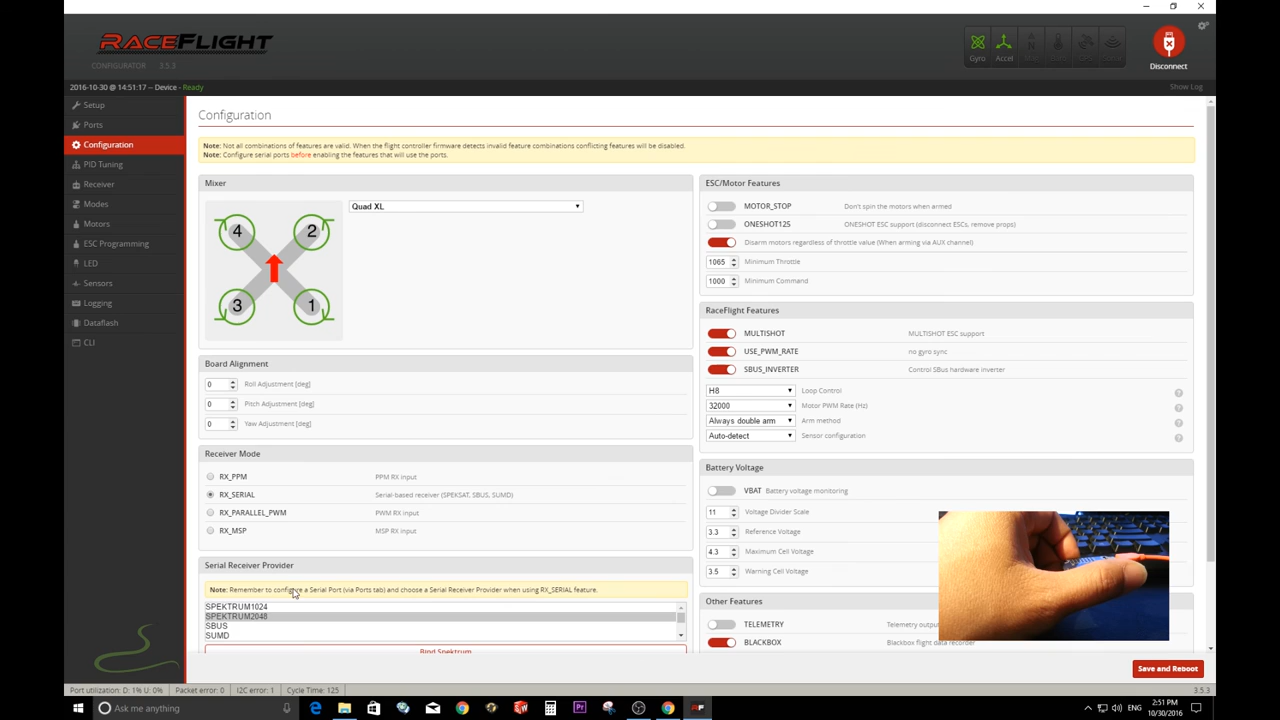 RACEFLIGHT
CONFIGURATOR 3.5.3
Gyro Accel
Disconnect
2016-10-30 @ 14:51:17 -- Device - Ready
Show Log
Setup
Ports
Configuration
PID Tuning
Receiver
Modes
Motors
ESC Programming
LED
Sensors
Logging
Dataflash
CLI
Configuration
Note: Not all combinations of features are valid. When the flight controller firmware detects invalid feature combinations conflicting features will be disabled.
Note: Configure serial ports before enabling the features that will use the ports.
Mixer
Quad XL
4 2
3 1
Board Alignment
0 Roll Adjustment [deg]
0 Pitch Adjustment [deg]
0 Yaw Adjustment [deg]
Receiver Mode
RX_PPM PPM RX input
RX_SERIAL Serial-based receiver (SPEKSAT, SBUS, SUMD)
RX_PARALLEL_PWM PWM RX input
RX_MSP MSP RX input
Serial Receiver Provider
Note: Remember to configure a Serial Port (via Ports tab) and choose a Serial Receiver Provider when using RX_SERIAL feature.
SPEKTRUM1024
SPEKTRUM2048
SBUS
SUMD
Bind Spektrum
ESC/Motor Features
MOTOR_STOP Don't spin the motors when armed
ONESHOT125 ONESHOT ESC support (disconnect ESCs, remove props)
Disarm motors regardless of throttle value (When arming via AUX channel)
1065 Minimum Throttle
1000 Minimum Command
RaceFlight Features
MULTISHOT MULTISHOT ESC support
USE_PWM_RATE no gyro sync
SBUS_INVERTER Control SBus hardware inverter
H8 Loop Control
32000 Motor PWM Rate (Hz)
Always double arm Arm method
Auto-detect Sensor configuration
Battery Voltage
VBAT Battery voltage monitoring
11 Voltage Divider Scale
3.3 Reference Voltage
4.3 Maximum Cell Voltage
3.5 Warning Cell Voltage
Other Features
TELEMETRY Telemetry output
BLACKBOX Blackbox flight data recorder
Save and Reboot
Port utilization: D: 1% U: 0% Packet error: 0 I2C error: 1 Cycle Time: 125 3.5.3
Ask me anything
ENG
2:51 PM
10/30/2016